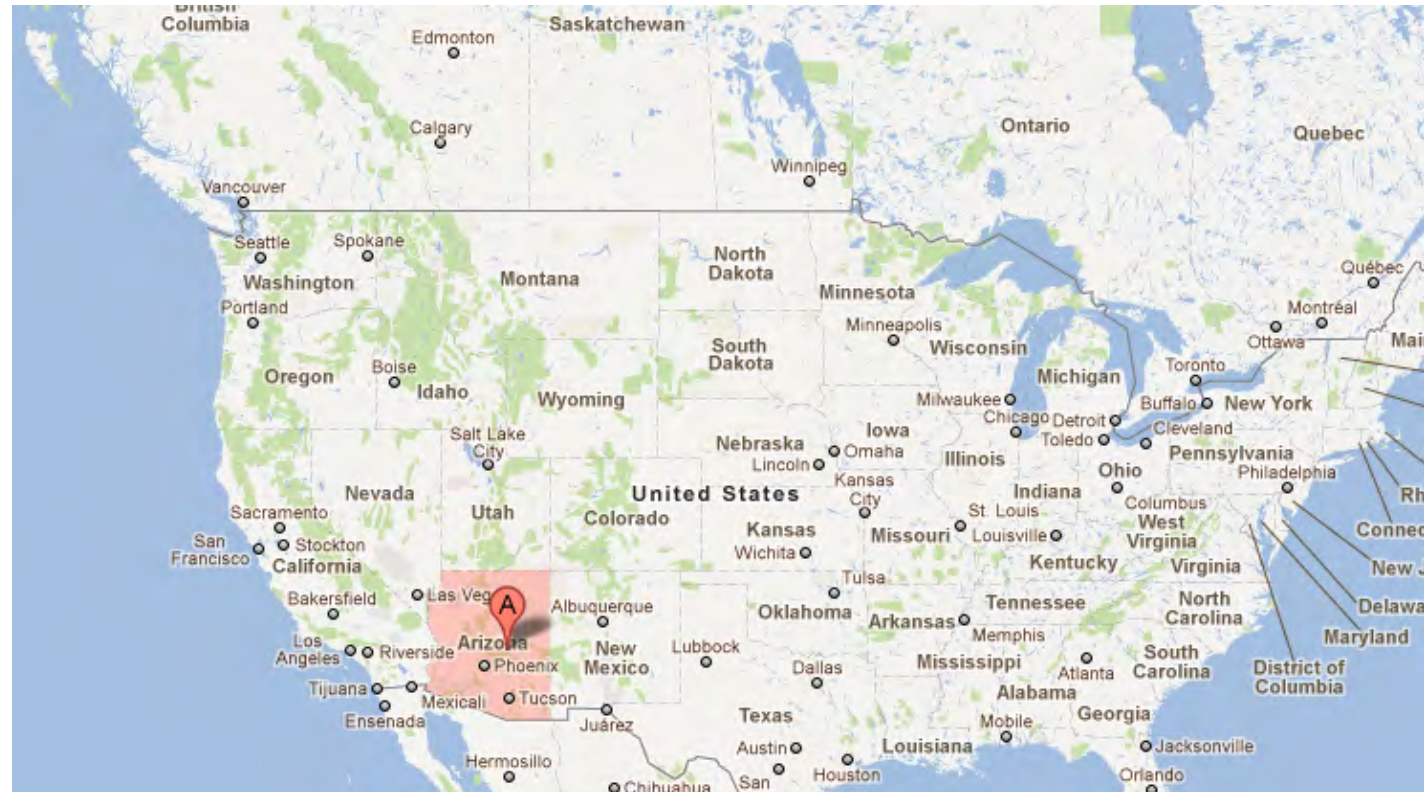 British
Columbia
Saskatchewan
Edmonton
Calgary
Ontario
Quebec
Winnipeg
Vancouver
Seattle
Spokane
Washington
Montana
North
Dakota
Minnesota
Québec
Montréal
Ottawa
Portland
Minneapolis
Wisconsin
South
Dakota
Michigan
Toronto
Mai
Oregon
Boise
Idaho
Wyoming
Milwaukee
Chicago
Detroit
Buffalo
New York
Toledo
Cleveland
Salt Lake
City
Nebraska
Iowa
Omaha
Lincoln
Illinois
Ohio
Pennsylvania
Philadelphia
Nevada
Utah
United States
Colorado
Kansas
City
Indiana
Columbus
Rh
Sacramento
San
Francisco
Stockton
California
Kansas
Wichita
Missouri
St. Louis
Louisville
West
Virginia
Kentucky
Virginia
Connec
New J
Bakersfield
Las Veg
A
Albuquerque
Tulsa
Oklahoma
Arkansas
Tennessee
Memphis
North
Carolina
Delawa
Maryland
Los
Angeles
Riverside
Arizona
Phoenix
New
Mexico
Lubbock
Dallas
Mississippi
Atlanta
South
Carolina
District of
Columbia
Tijuana
Mexicali
Tucson
Ensenada
Juárez
Texas
Alabama
Georgia
Mobile
Austin
Louisiana
Jacksonville
Hermosillo
Chihuahua
San
Houston
Orlando